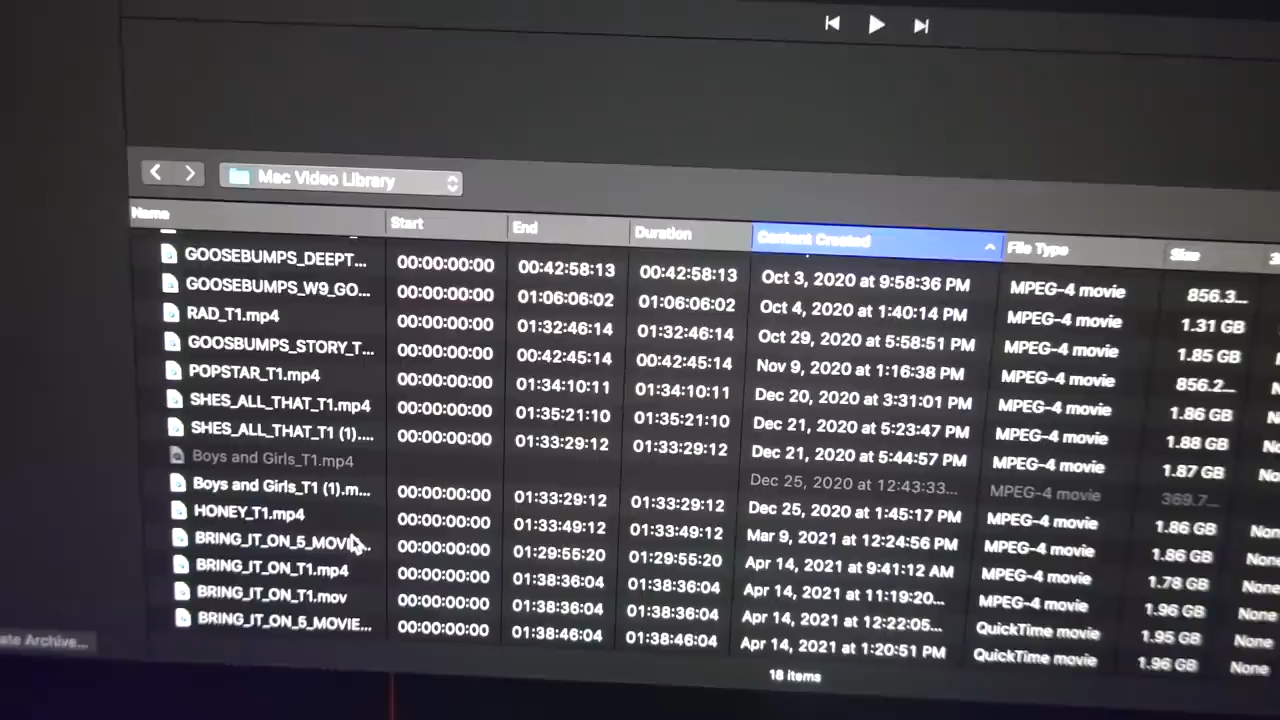 Mac Video Library
Name Start End Duration Content Created File Type Size
GOOSEBUMPS_DEEPT... 00:00:00:00 00:42:58:13 00:42:58:13 Oct 3, 2020 at 9:58:36 PM MPEG-4 movie 856.3...
GOOSEBUMPS_W9_GO... 00:00:00:00 01:06:06:02 01:06:06:02 Oct 4, 2020 at 1:40:14 PM MPEG-4 movie 1.31 GB
RAD_T1.mp4 00:00:00:00 01:32:46:14 01:32:46:14 Oct 29, 2020 at 5:58:51 PM MPEG-4 movie 1.85 GB
GOOSBUMPS_STORY_T... 00:00:00:00 00:42:45:14 00:42:45:14 Nov 9, 2020 at 1:16:38 PM MPEG-4 movie 856.2...
POPSTAR_T1.mp4 00:00:00:00 01:34:10:11 01:34:10:11 Dec 20, 2020 at 3:31:01 PM MPEG-4 movie 1.86 GB
SHES_ALL_THAT_T1.mp4 00:00:00:00 01:35:21:10 01:35:21:10 Dec 21, 2020 at 5:23:47 PM MPEG-4 movie 1.88 GB
SHES_ALL_THAT_T1 (1).... 00:00:00:00 01:33:29:12 01:33:29:12 Dec 21, 2020 at 5:44:57 PM MPEG-4 movie 1.87 GB
Boys and Girls_T1.mp4 Dec 25, 2020 at 12:43:33... MPEG-4 movie 369.7...
Boys and Girls_T1 (1).m... 00:00:00:00 01:33:29:12 01:33:29:12 Dec 25, 2020 at 1:45:17 PM MPEG-4 movie 1.86 GB None
HONEY_T1.mp4 00:00:00:00 01:33:49:12 01:33:49:12 Mar 9, 2021 at 12:24:56 PM MPEG-4 movie 1.86 GB None
BRING_IT_ON_5_MOVI... 00:00:00:00 01:29:55:20 01:29:55:20 Apr 14, 2021 at 9:41:12 AM MPEG-4 movie 1.78 GB None
BRING_IT_ON_T1.mp4 00:00:00:00 01:38:36:04 01:38:36:04 Apr 14, 2021 at 11:19:20... MPEG-4 movie 1.96 GB None
BRING_IT_ON_T1.mov 00:00:00:00 01:38:36:04 01:38:36:04 Apr 14, 2021 at 12:22:05... QuickTime movie 1.95 GB None
BRING_IT_ON_5_MOVIE... 00:00:00:00 01:38:46:04 01:38:46:04 Apr 14, 2021 at 1:20:51 PM QuickTime movie 1.96 GB None
ate Archive...
18 items